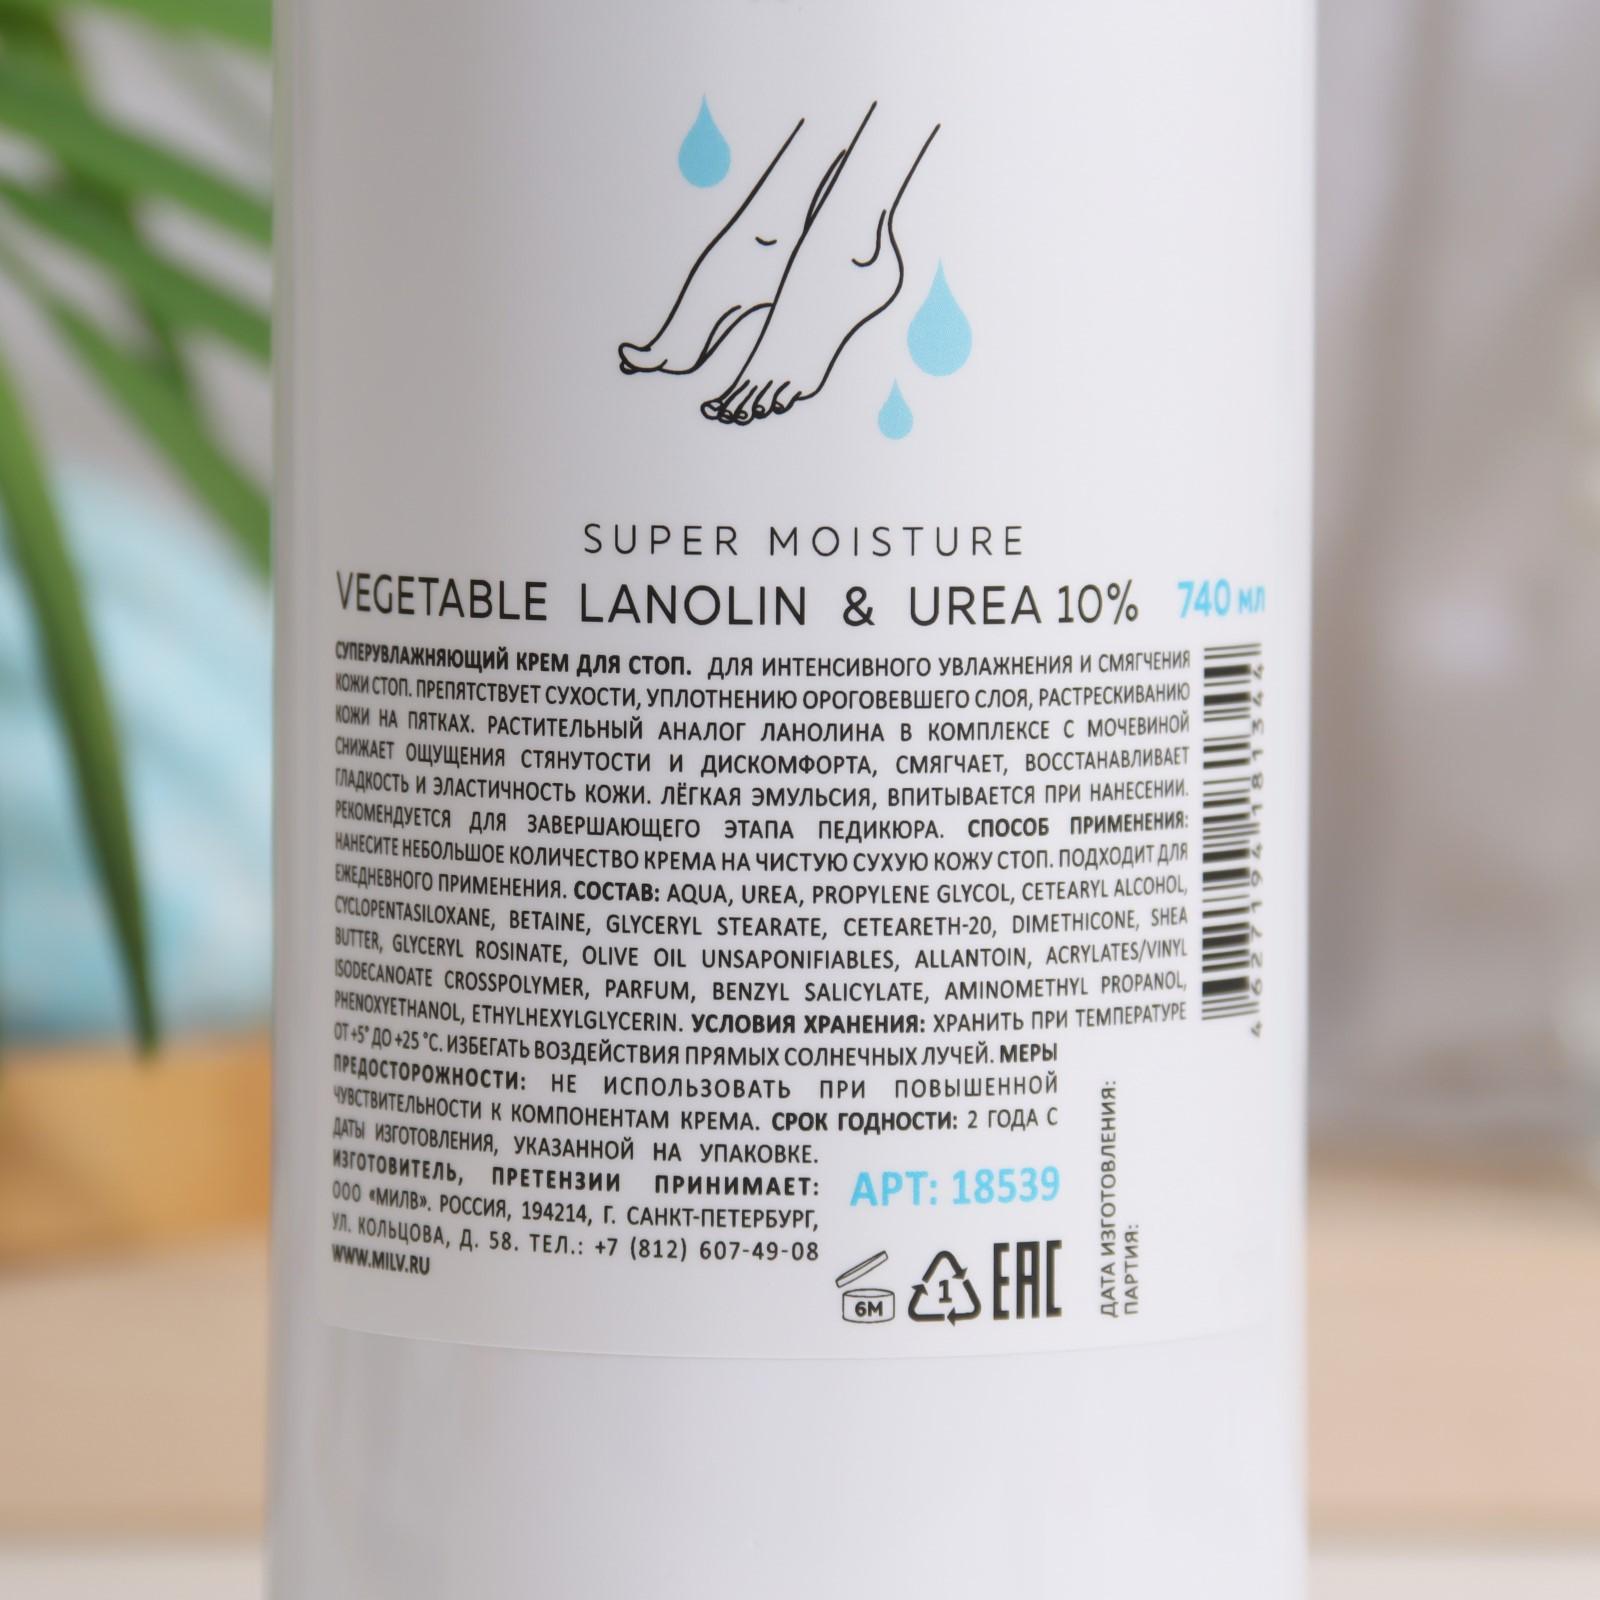 SUPER MOISTURE
VEGETABLE LANOLIN & UREA 10% 740 мл
СУПЕРУВЛАЖНЯЮЩИЙ КРЕМ ДЛЯ СТОП. ДЛЯ ИНТЕНСИВНОГО УВЛАЖНЕНИЯ И СМЯГЧЕНИЯ
КОЖИ СТОП. ПРЕПЯТСТВУЕТ СУХОСТИ, УПЛОТНЕНИЮ ОРОГОВЕВШЕГО СЛОЯ, РАСТРЕСКИВАНИЮ
КОЖИ НА ПЯТКАХ. РАСТИТЕЛЬНЫЙ АНАЛОГ ЛАНОЛИНА В КОМПЛЕКСЕ С МОЧЕВИНОЙ
СНИЖАЕТ ОЩУЩЕНИЯ СТЯНУТОСТИ И ДИСКОМФОРТА, СМЯГЧАЕТ, ВОССТАНАВЛИВАЕТ
ГЛАДКОСТЬ И ЭЛАСТИЧНОСТЬ КОЖИ. ЛЁГКАЯ ЭМУЛЬСИЯ, ВПИТЫВАЕТСЯ ПРИ НАНЕСЕНИИ.
РЕКОМЕНДУЕТСЯ ДЛЯ ЗАВЕРШАЮЩЕГО ЭТАПА ПЕДИКЮРА. СПОСОБ ПРИМЕНЕНИЯ:
НАНЕСИТЕ НЕБОЛЬШОЕ КОЛИЧЕСТВО КРЕМА НА ЧИСТУЮ СУХУЮ КОЖУ СТОП. ПОДХОДИТ ДЛЯ
ЕЖЕДНЕВНОГО ПРИМЕНЕНИЯ. СОСТАВ: AQUA, UREA, PROPYLENE GLYCOL, CETEARYL ALCOHOL,
CYCLOPENTASILOXANE, BETAINE, GLYCERYL STEARATE, CETEARETH-20, DIMETHICONE, SHEA
BUTTER, GLYCERYL ROSINATE, OLIVE OIL UNSAPONIFIABLES, ALLANTOIN, ACRYLATES/VINYL
ISODECANOATE CROSSPOLYMER, PARFUM, BENZYL SALICYLATE, AMINOMETHYL PROPANOL,
PHENOXYETHANOL, ETHYLHEXYLGLYCERIN. УСЛОВИЯ ХРАНЕНИЯ: ХРАНИТЬ ПРИ ТЕМПЕРАТУРЕ
ОТ +5° ДО +25 °С. ИЗБЕГАТЬ ВОЗДЕЙСТВИЯ ПРЯМЫХ СОЛНЕЧНЫХ ЛУЧЕЙ. МЕРЫ
ПРЕДОСТОРОЖНОСТИ: НЕ ИСПОЛЬЗОВАТЬ ПРИ ПОВЫШЕННОЙ
ЧУВСТВИТЕЛЬНОСТИ К КОМПОНЕНТАМ КРЕМА. СРОК ГОДНОСТИ: 2 ГОДА С
ДАТЫ ИЗГОТОВЛЕНИЯ, УКАЗАННОЙ НА УПАКОВКЕ.
ИЗГОТОВИТЕЛЬ, ПРЕТЕНЗИИ ПРИНИМАЕТ:
ООО «МИЛВ». РОССИЯ, 194214, Г. САНКТ-ПЕТЕРБУРГ,
УЛ. КОЛЬЦОВА, Д. 58. ТЕЛ.: +7 (812) 607-49-08
WWW.MILV.RU
АРТ: 18539
6М
1
EAC
ДАТА ИЗГОТОВЛЕНИЯ:
ПАРТИЯ:
4627194181344